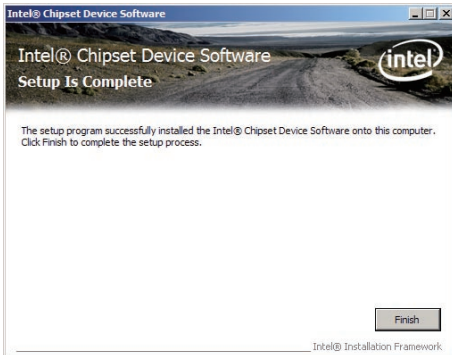 Intel® Chipset Device Software
Intel® Chipset Device Software
Setup Is Complete
intel
The setup program successfully installed the Intel® Chipset Device Software onto this computer.
Click Finish to complete the setup process.
Finish
Intel® Installation Framework